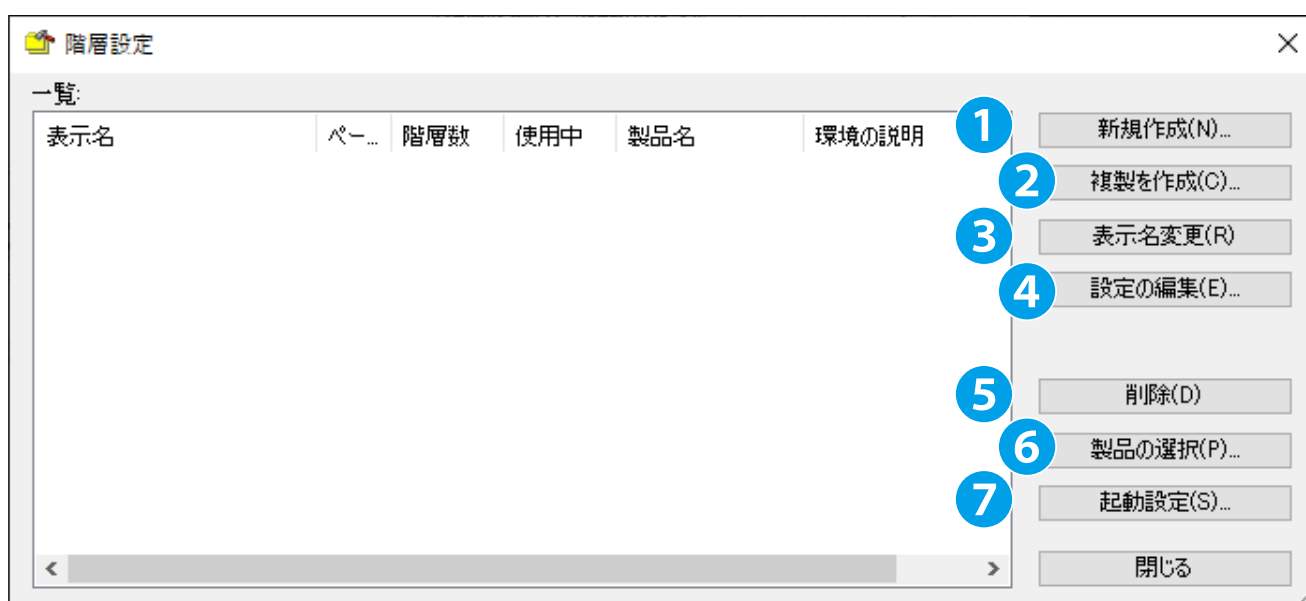 階層設定
一覧:
表示名 ペー... 階層数 使用中 製品名 環境の説明
1 新規作成(N)...
2 複製を作成(C)...
3 表示名変更(R)
4 設定の編集(E)...
5 削除(D)
6 製品の選択(P)...
7 起動設定(S)...
閉じる